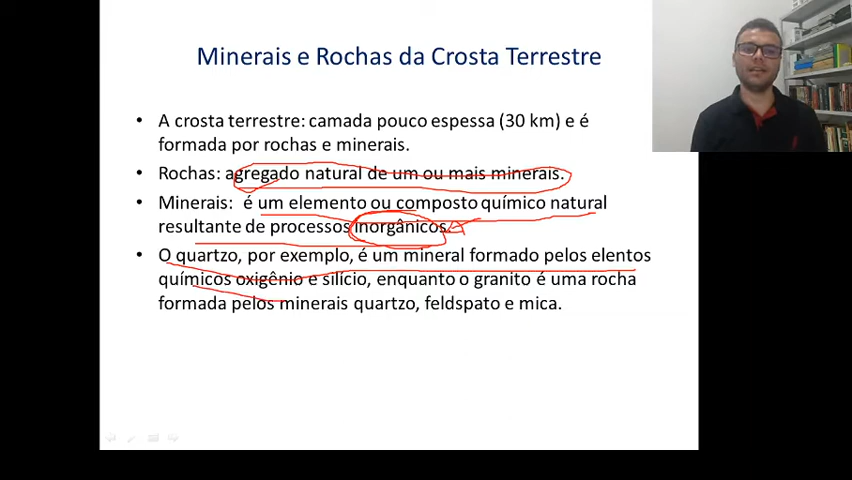 Minerais e Rochas da Crosta Terrestre
• A crosta terrestre: camada pouco espessa (30 km) e é
formada por rochas e minerais.
• Rochas: agregado natural de um ou mais minerais.
• Minerais: é um elemento ou composto químico natural
resultante de processos inorgânicos.
• O quartzo, por exemplo, é um mineral formado pelos elentos
químicos oxigênio e silício, enquanto o granito é uma rocha
formada pelos minerais quartzo, feldspato e mica.